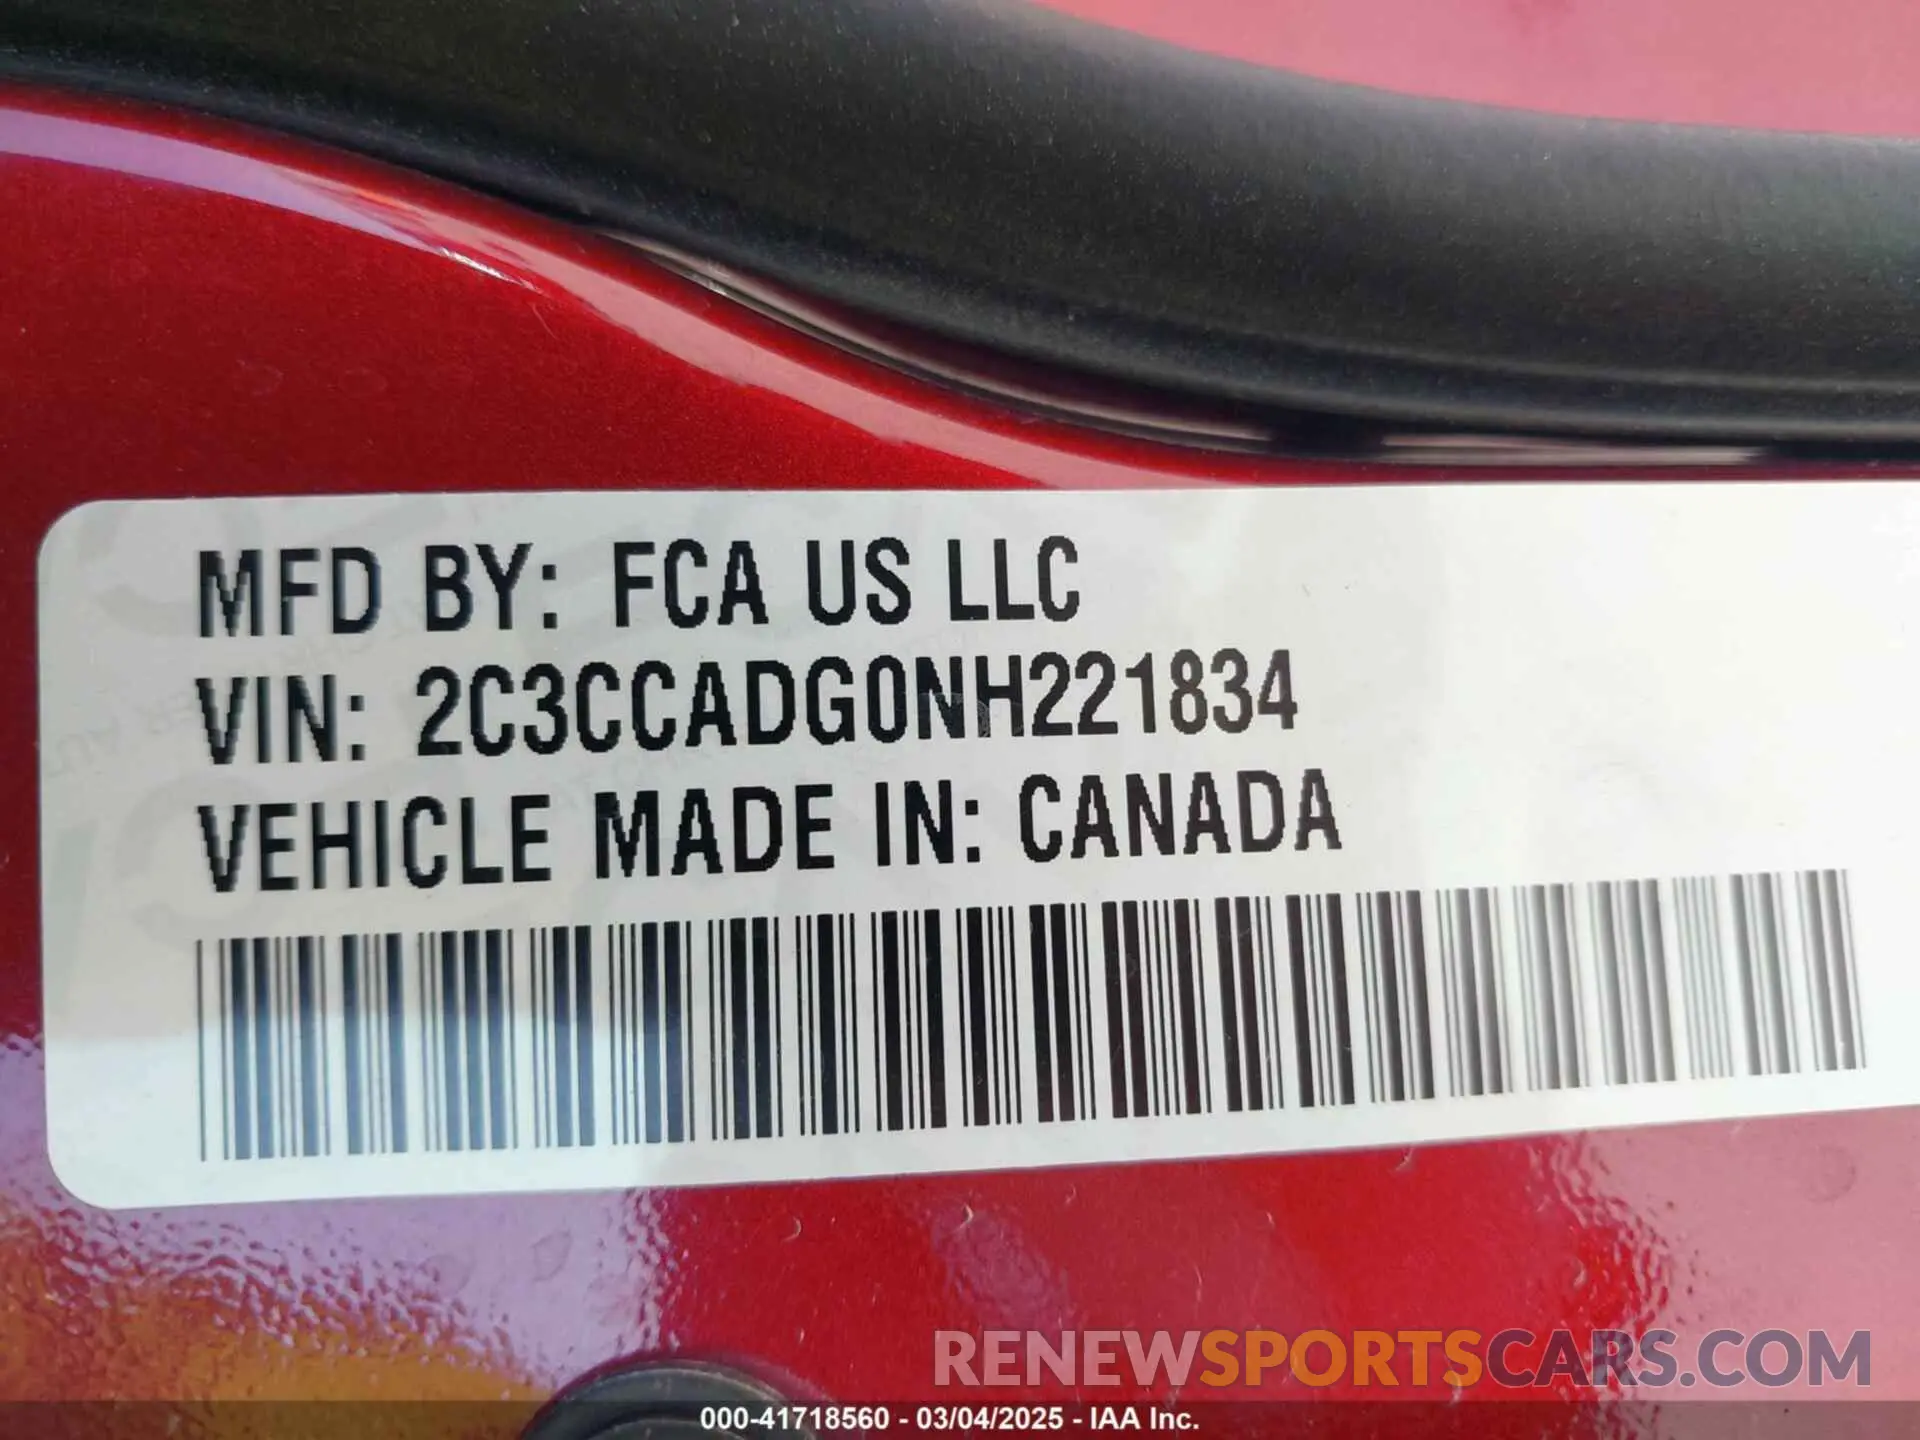 MFD BY: FCA US LLC
VIN: 2C3CCADG0NH221834
VEHICLE MADE IN: CANADA
RENEWSPORTSCARS.COM
000-41718560 - 03/04/2025 - IAA Inc.